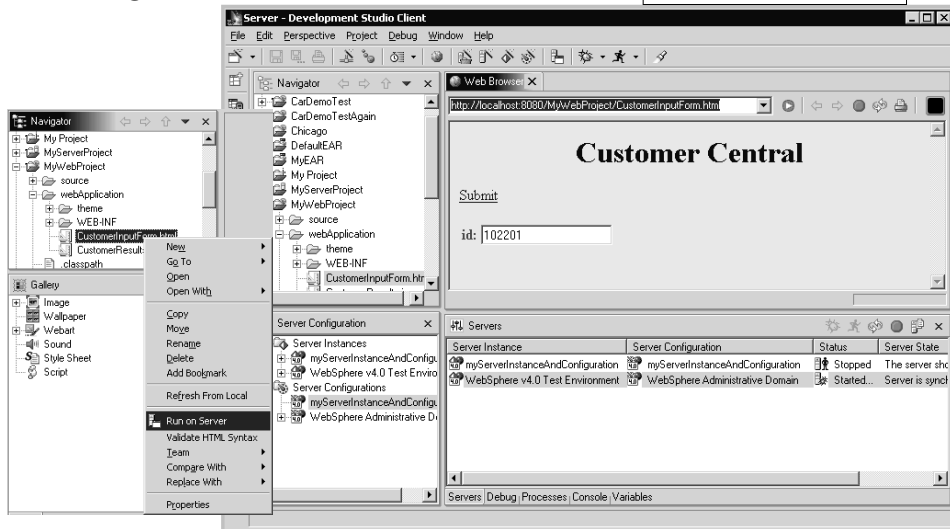 Server - Development Studio Client
File Edit Perspective Project Debug Window Help
Navigator
CarDemoTest
CarDemoTestAgain
Chicago
DefaultEAR
MyEAR
My Project
MyServerProject
MyWebProject
source
webApplication
theme
WEB-INF
CustomerInputForm.htm
Web Browser
http://localhost:8080/MyWebProject/CustomerInputForm.html
Customer Central
Submit
id: 102201
Navigator
My Project
MyServerProject
MyWebProject
source
webApplication
theme
WEB-INF
CustomerInputForm.html
CustomerResults
.classpath
Gallery
Image
Wallpaper
Webart
Sound
Style Sheet
Script
New
Go To
Open
Open With
Copy
Move
Rename
Delete
Add Bookmark
Refresh From Local
Run on Server
Validate HTML Syntax
Team
Compare With
Replace With
Properties
Server Configuration
Server Instances
myServerInstanceAndConfigu
WebSphere v4.0 Test Enviro
Server Configurations
myServerInstanceAndConfigu
WebSphere Administrative D
Servers
Server Instance Server Configuration Status Server State
myServerInstanceAndConfiguration myServerInstanceAndConfiguration Stopped The server sho
WebSphere v4.0 Test Environment WebSphere Administrative Domain Started... Server is synch
Servers Debug Processes Console Variables